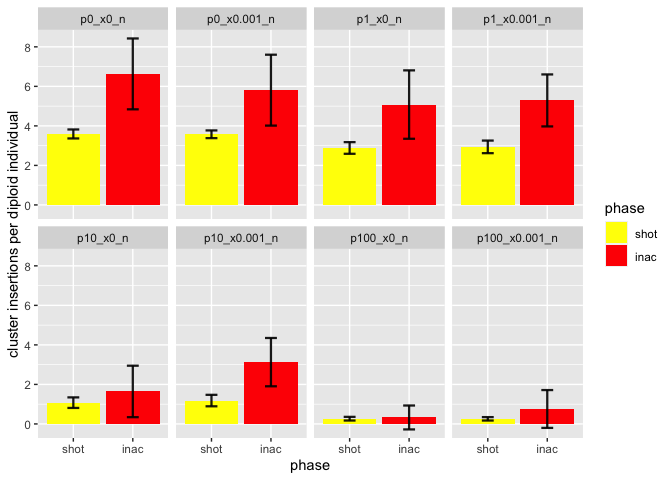 p0_x0_n p0_x0.001_n p1_x0_n p1_x0.001_n
8
6
4
2
0
p10_x0_n p10_x0.001_n p100_x0_n p100_x0.001_n
8
6
4
2
0
shot inac shot inac shot inac shot inac
phase
cluster insertions per diploid individual
phase
shot
inac